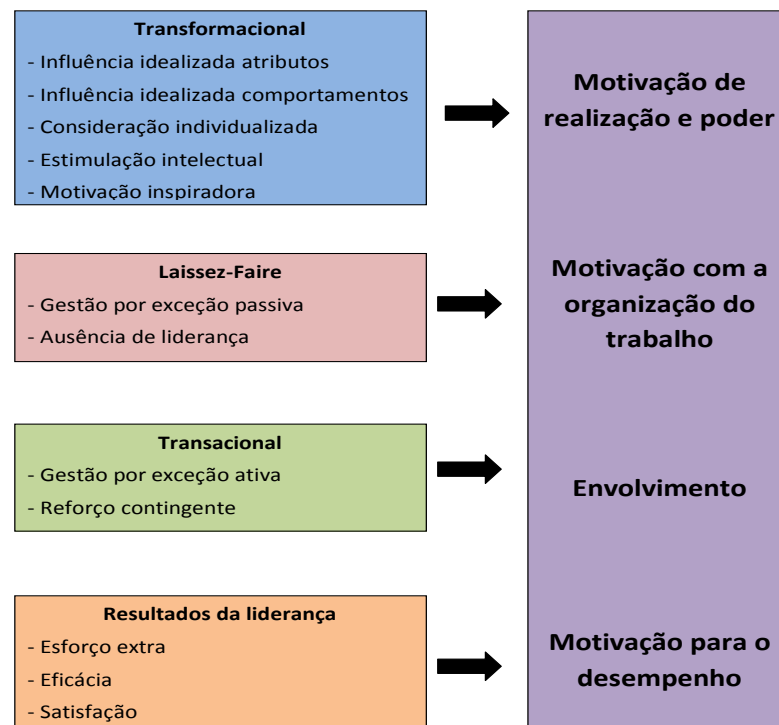 Transformacional
- Influência idealizada atributos
- Influência idealizada comportamentos
- Consideração individualizada
- Estimulação intelectual
- Motivação inspiradora
Motivação de
realização e poder
Laissez-Faire
- Gestão por exceção passiva
- Ausência de liderança
Motivação com a
organização do
trabalho
Transacional
- Gestão por exceção ativa
- Reforço contingente
Envolvimento
Resultados da liderança
- Esforço extra
- Eficácia
- Satisfação
Motivação para o
desempenho